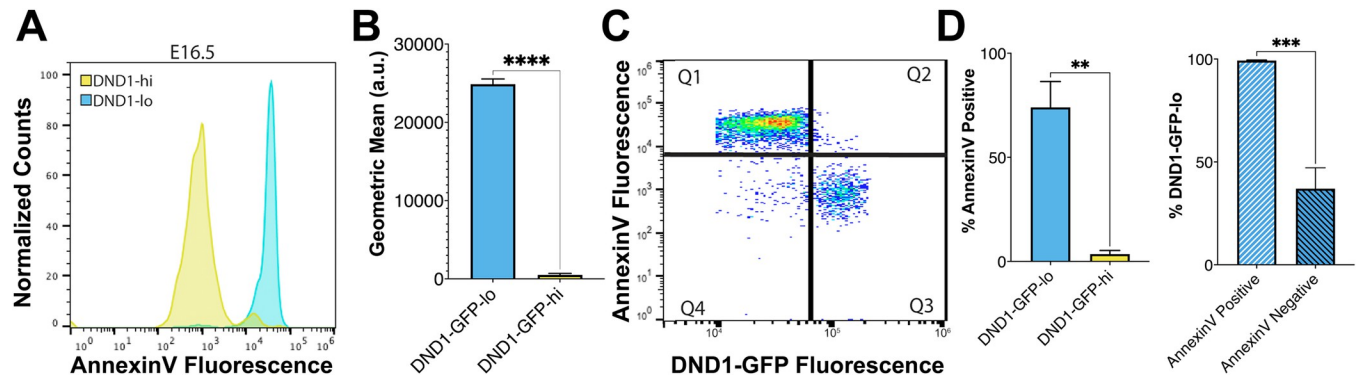 A
E16.5
DND1-hi
DND1-lo
Normalized Counts
100
80
60
40
20
0
10^0 10^1 10^2 10^3 10^4 10^5 10^6
AnnexinV Fluorescence
B
****
Geometric Mean (a.u.)
30000
20000
10000
0
DND1-GFP-lo
DND1-GFP-hi
C
Q1
Q2
Q4
Q3
AnnexinV Fluorescence
10^6
10^5
10^4
10^3
10^2
10^1
10^0
10^4 10^5 10^6
DND1-GFP Fluorescence
D
**
% AnnexinV Positive
100
50
0
DND1-GFP-lo
DND1-GFP-hi
***
% DND1-GFP-lo
100
50
0
AnnexinV Positive
AnnexinV Negative